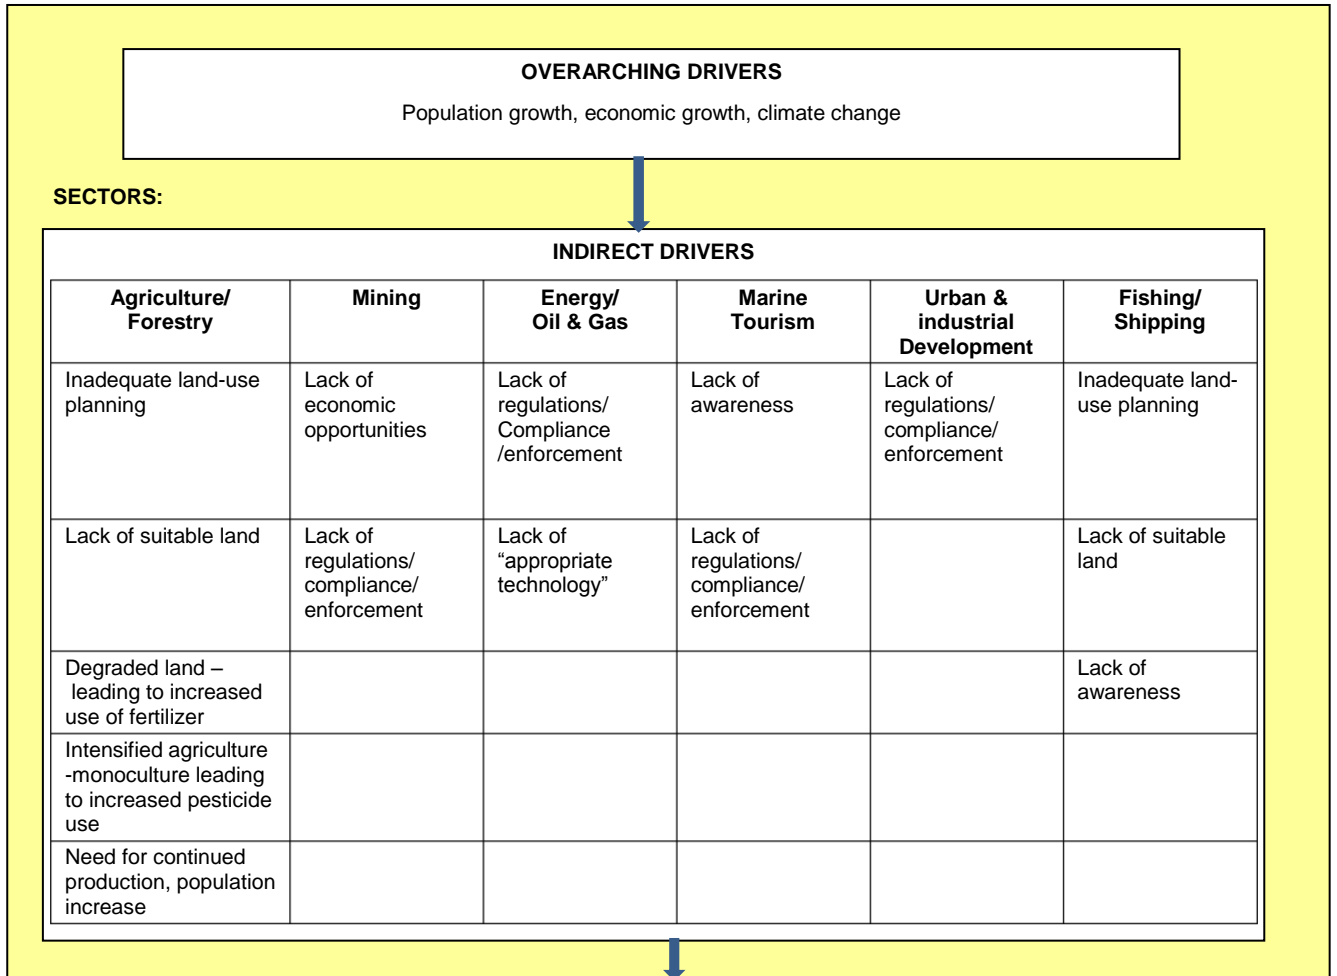 OVERARCHING DRIVERS
Population growth, economic growth, climate change
SECTORS:
INDIRECT DRIVERS
Agriculture/
Forestry
Mining
Energy/
Oil & Gas
Marine
Tourism
Urban &
industrial
Development
Fishing/
Shipping
Inadequate land-use
planning
Lack of
economic
opportunities
Lack of
regulations/
Compliance
/enforcement
Lack of
awareness
Lack of
regulations/
compliance/
enforcement
Inadequate land-
use planning
Lack of suitable land
Lack of
regulations/
compliance/
enforcement
Lack of
“appropriate
technology”
Lack of
regulations/
compliance/
enforcement
Lack of suitable
land
Degraded land –
leading to increased
use of fertilizer
Lack of
awareness
Intensified agriculture
-monoculture leading
to increased pesticide
use
Need for continued
production, population
increase